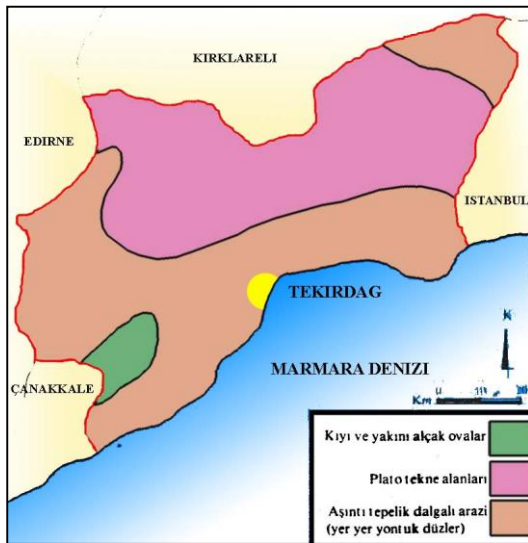 KIRKLARELI
EDIRNE
ISTANBUL
TEKIRDAG
MARMARA DENIZI
ÇANAKKALE
Km
Kıyı ve yakını alçak ovalar
Plato tekne alanları
Aşıntı tepelik dalgalı arazi
(yer yer yontuk düzler)